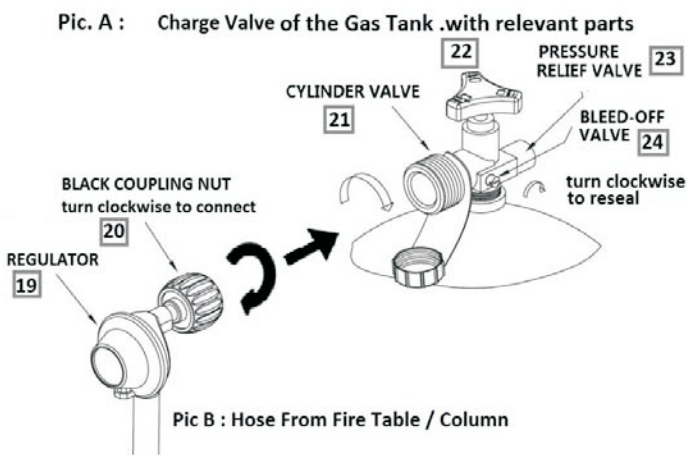 Pic. A : Charge Valve of the Gas Tank .with relevant parts
22
PRESSURE
RELIEF VALVE 23
CYLINDER VALVE
21
BLEED-OFF
VALVE 24
turn clockwise
to reseal
BLACK COUPLING NUT
turn clockwise to connect
20
REGULATOR
19
Pic B : Hose From Fire Table / Column